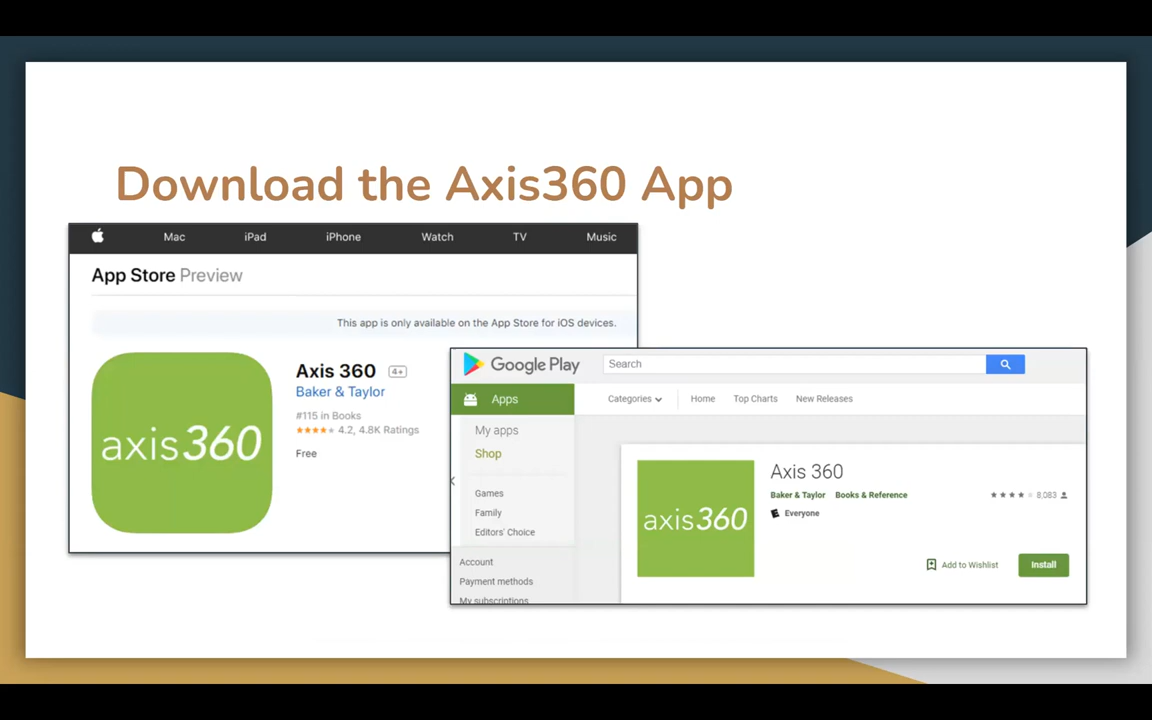 Download the Axis360 App
Mac iPad iPhone Watch TV Music
App Store Preview
This app is only available on the App Store for iOS devices.
axis360
Axis 360 4+
Baker & Taylor
#115 in Books
4.2, 4.8K Ratings
Free
Google Play Search
Apps Categories Home Top Charts New Releases
My apps
Shop
Games
Family
Editors' Choice
Account
Payment methods
My subscriptions
axis360
Axis 360
Baker & Taylor Books & Reference 8,083
E Everyone
Add to Wishlist Install